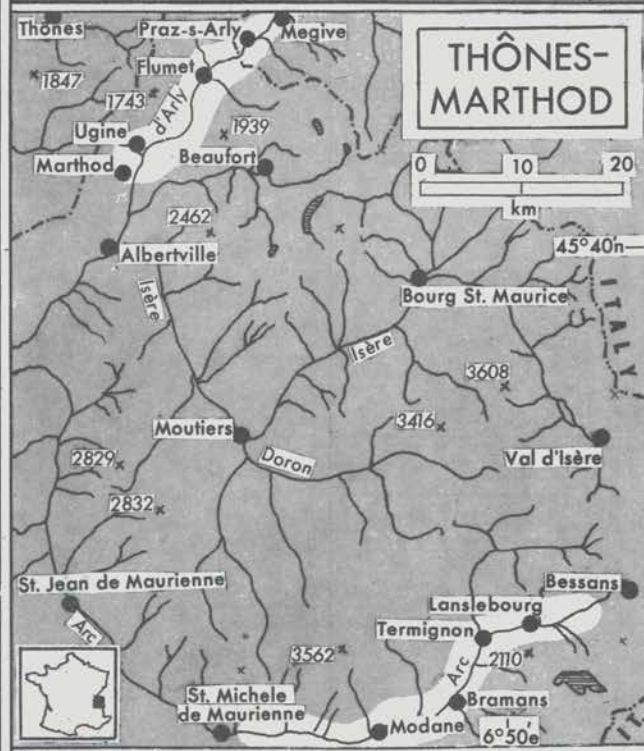 Thônes
Praz-s-Arly
Megive
THÔNES-
MARTHOD
1847
Flumet
1743
d'Arly
1939
Ugine
Beaufort
Marthod
0 10 20
km
2462
45°40'n
Albertville
Isère
Bourg St. Maurice
ITALY
Isère
3608
3416
Moutiers
Val d'Isère
Doron
2829
2832
St. Jean de Maurienne
Bessans
Lanslebourg
Arc
Termignon
3562
Arc
2110
St. Michele
de Maurienne
Bramans
Modane
6°50'e